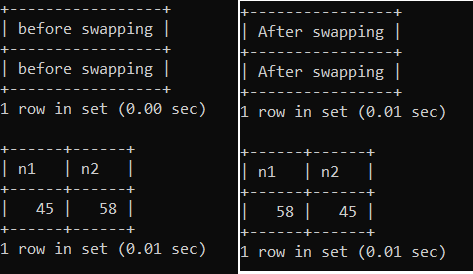 +-----------------+
| before swapping |
+-----------------+
| before swapping |
+-----------------+
1 row in set (0.00 sec)
+------+------+
| n1   | n2   |
+------+------+
|   45 |   58 |
+------+------+
1 row in set (0.01 sec)
+----------------+
| After swapping |
+----------------+
| After swapping |
+----------------+
1 row in set (0.01 sec)
+------+------+
| n1   | n2   |
+------+------+
|   58 |   45 |
+------+------+
1 row in set (0.01 sec)